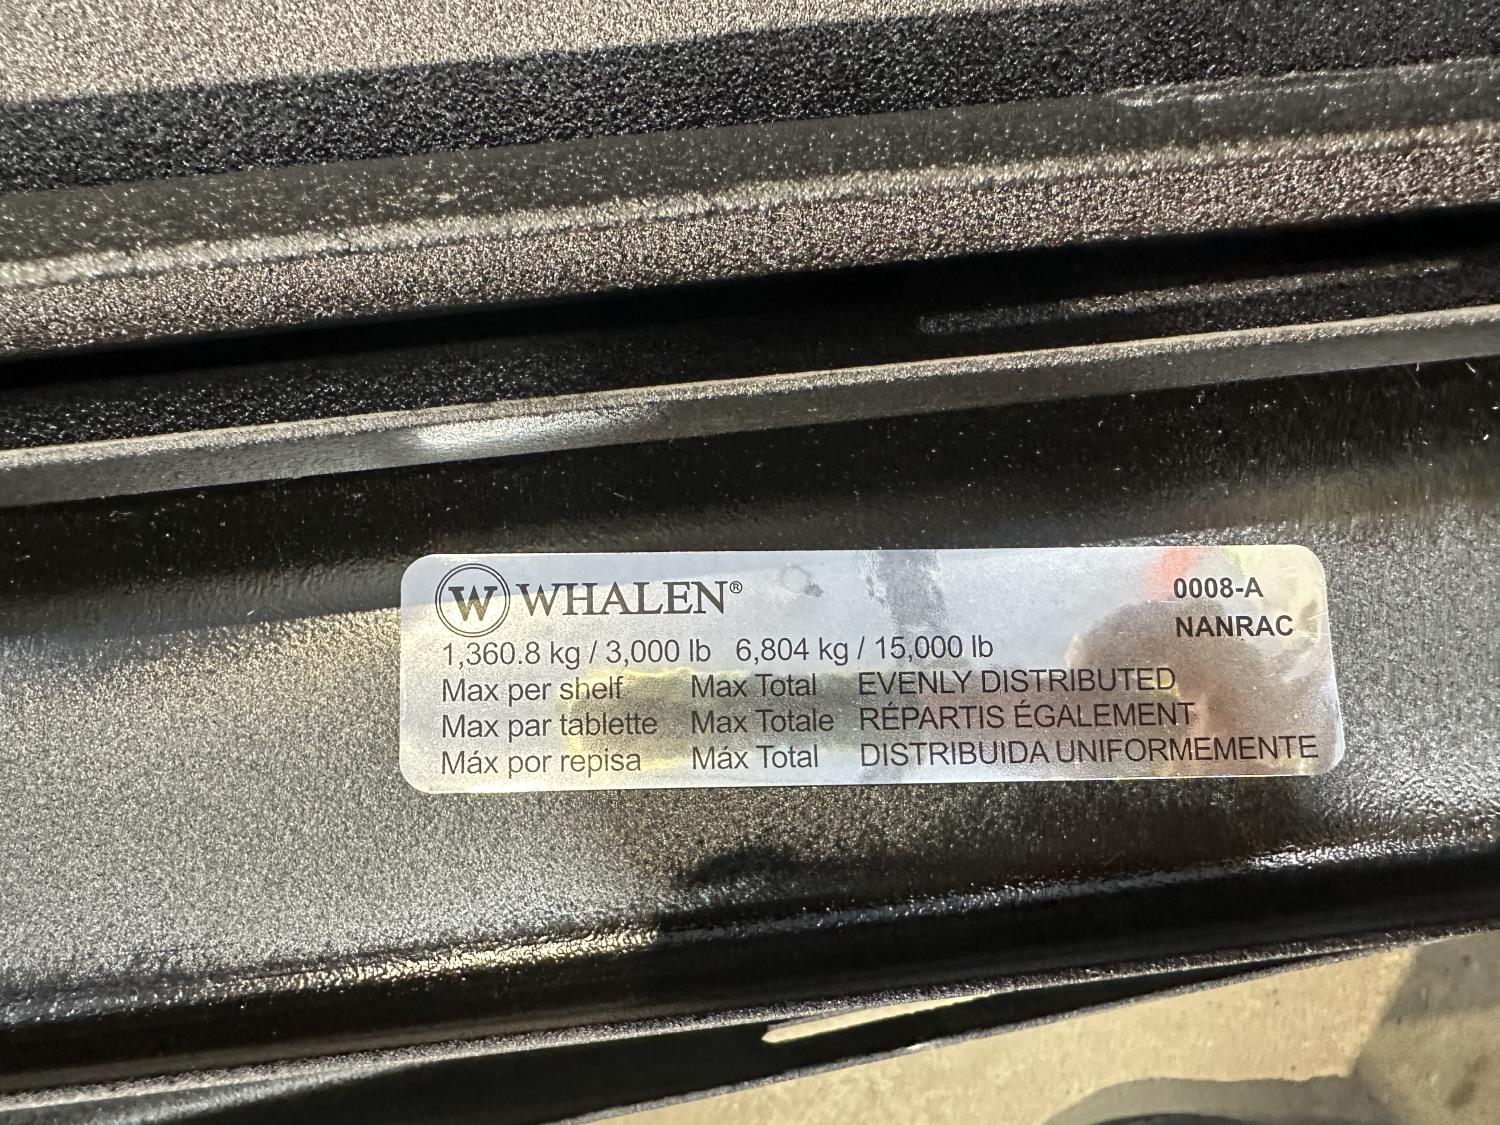 W WHALEN®
0008-A
NANRAC
1,360.8 kg / 3,000 lb 6,804 kg / 15,000 lb
Max per shelf Max Total EVENLY DISTRIBUTED
Max par tablette Max Totale RÉPARTIS ÉGALEMENT
Máx por repisa Máx Total DISTRIBUIDA UNIFORMEMENTE